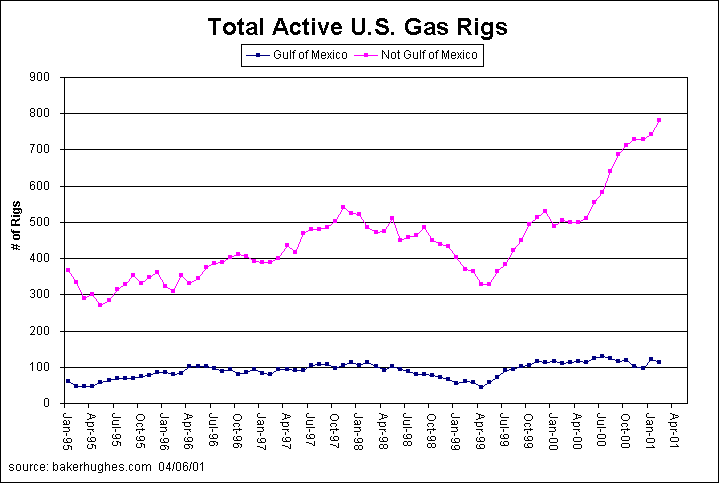 Total Active U.S. Gas Rigs
Gulf of Mexico Not Gulf of Mexico
900
800
700
600
500
400
300
200
100
0
# of Rigs
Jan-95
Apr-95
Jul-95
Oct-95
Jan-96
Apr-96
Jul-96
Oct-96
Jan-97
Apr-97
Jul-97
Oct-97
Jan-98
Apr-98
Jul-98
Oct-98
Jan-99
Apr-99
Jul-99
Oct-99
Jan-00
Apr-00
Jul-00
Oct-00
Jan-01
Apr-01
source: bakerhughes.com 04/06/01